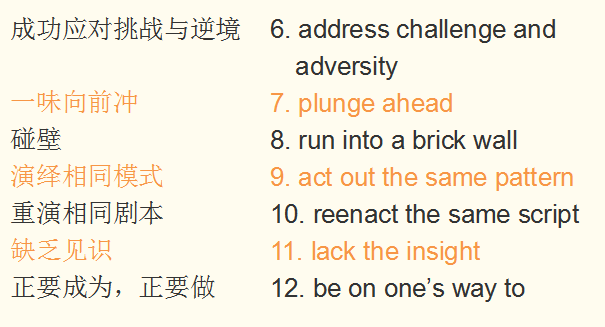 成功应对挑战与逆境 6. address challenge and
adversity
一味向前冲 7. plunge ahead
碰壁 8. run into a brick wall
演绎相同模式 9. act out the same pattern
重演相同剧本 10. reenact the same script
缺乏见识 11. lack the insight
正要成为，正要做 12. be on one’s way to